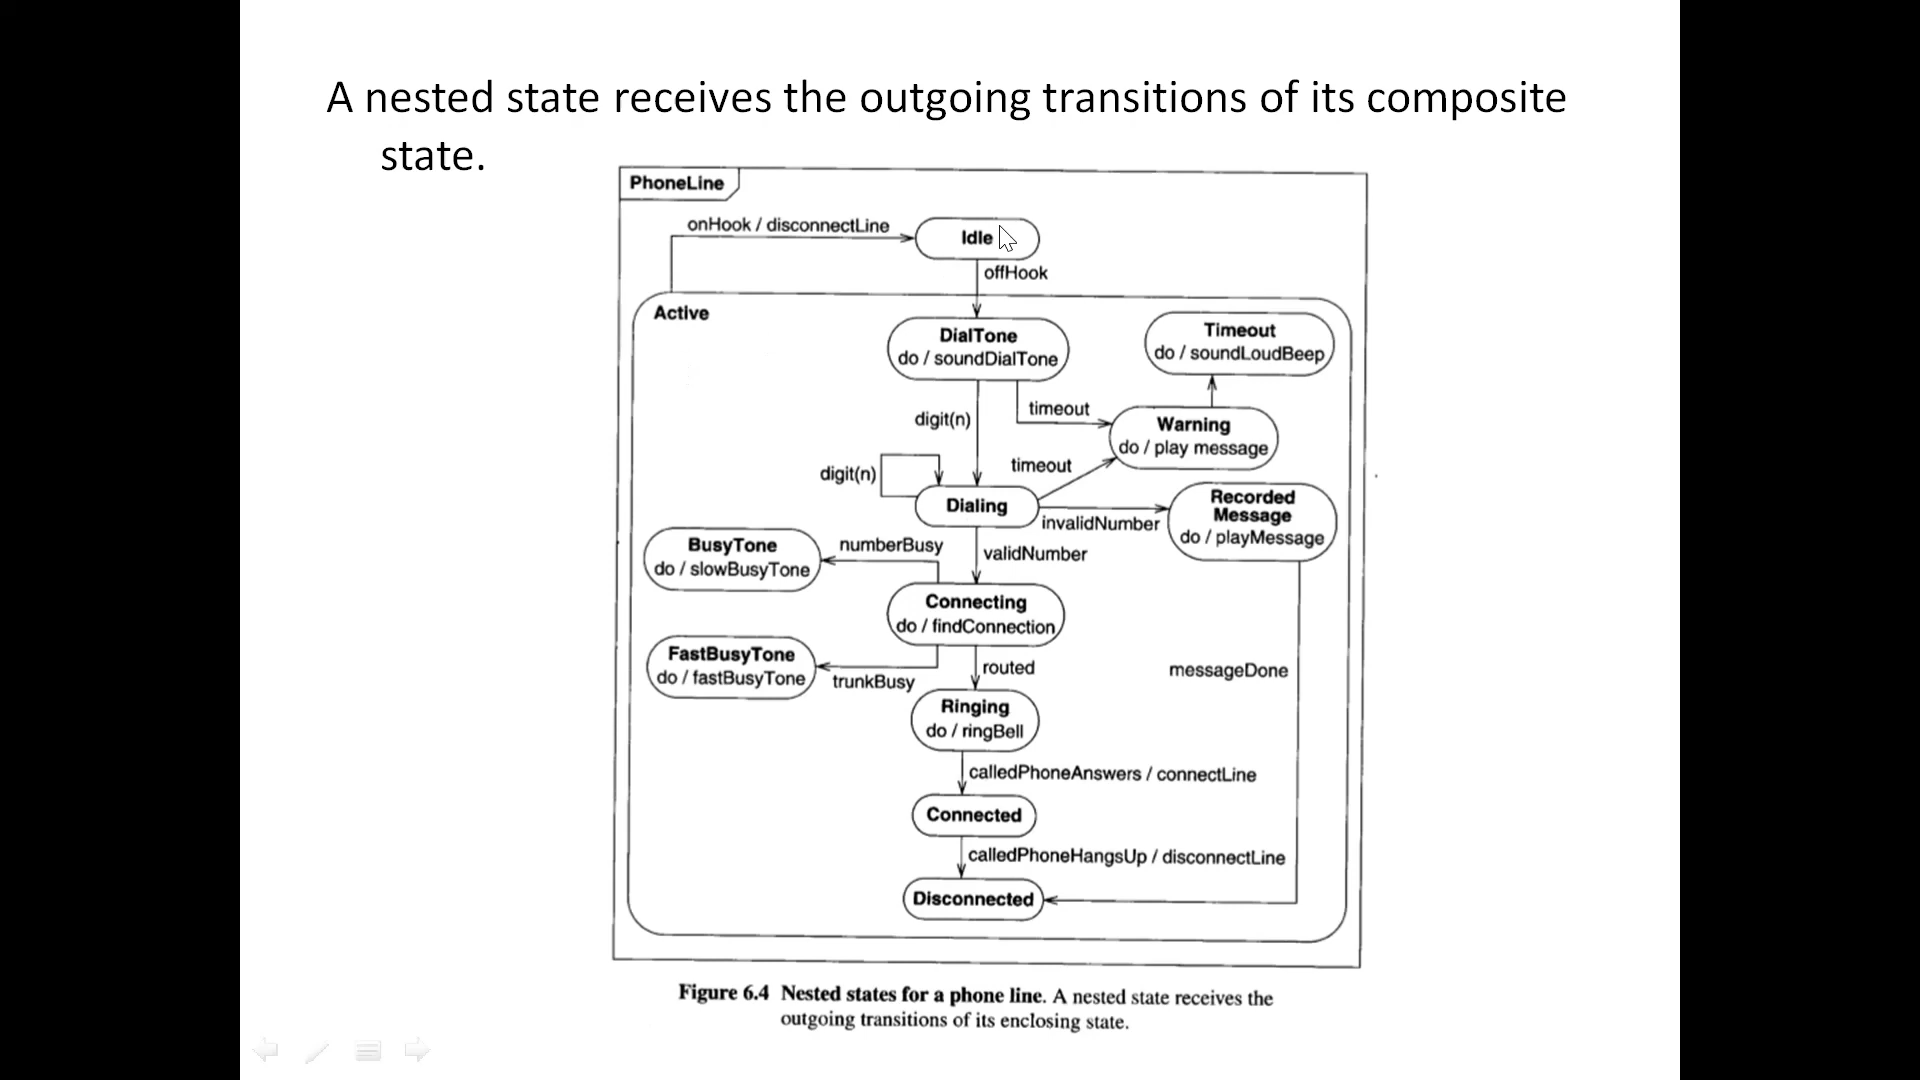 A nested state receives the outgoing transitions of its composite
state.
PhoneLine
onHook / disconnectLine
Idle
offHook
Active
DialTone
do / soundDialTone
Timeout
do / soundLoudBeep
timeout
digit(n)
Warning
do / play message
timeout
digit(n)
Dialing
invalidNumber
Recorded
Message
do / playMessage
BusyTone
do / slowBusyTone
numberBusy
validNumber
Connecting
do / findConnection
FastBusyTone
do / fastBusyTone
trunkBusy
routed
messageDone
Ringing
do / ringBell
calledPhoneAnswers / connectLine
Connected
calledPhoneHangsUp / disconnectLine
Disconnected
Figure 6.4 Nested states for a phone line. A nested state receives the
outgoing transitions of its enclosing state.